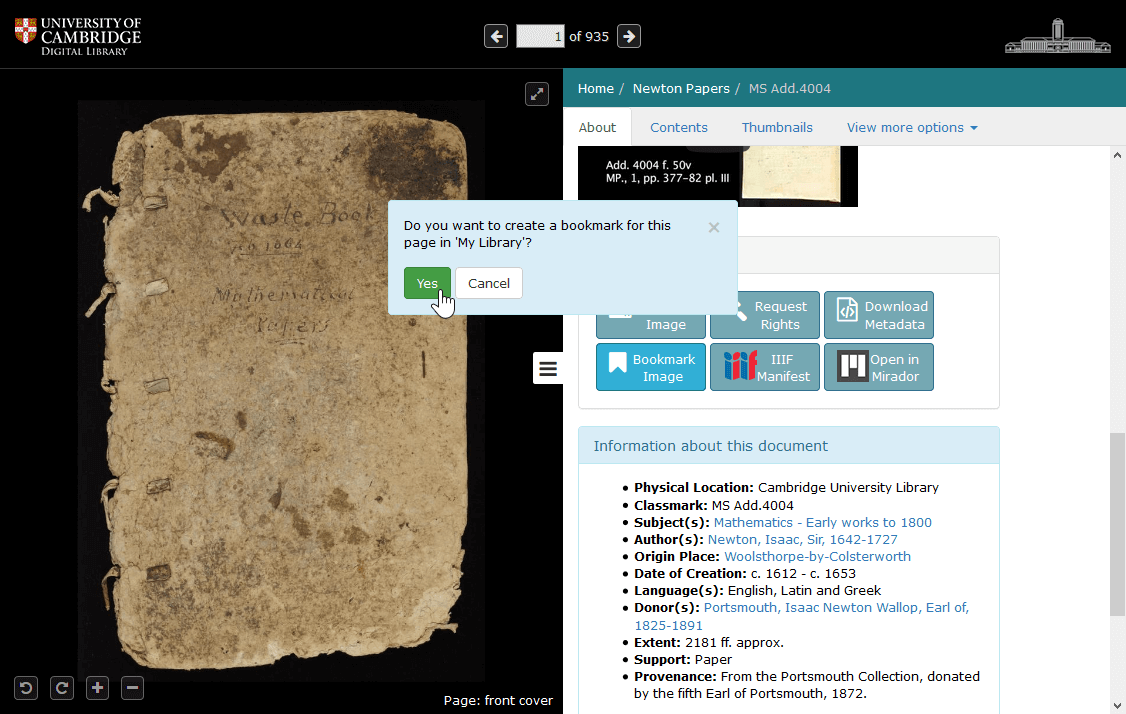 UNIVERSITY OF
CAMBRIDGE
DIGITAL LIBRARY
1 of 935
Home / Newton Papers / MS Add.4004
About
Contents
Thumbnails
View more options
Add. 4004 f. 50v
MP., 1, pp. 377–82 pl. III
Waste Book
Mathematical
Papers
Do you want to create a bookmark for this
page in 'My Library'?
×
Yes
Cancel
Image
Request
Rights
Download
Metadata
Bookmark
Image
IIIF
Manifest
Open in
Mirador
Information about this document
• Physical Location: Cambridge University Library
• Classmark: MS Add.4004
• Subject(s): Mathematics - Early works to 1800
• Author(s): Newton, Isaac, Sir, 1642-1727
• Origin Place: Woolsthorpe-by-Colsterworth
• Date of Creation: c. 1612 - c. 1653
• Language(s): English, Latin and Greek
• Donor(s): Portsmouth, Isaac Newton Wallop, Earl of,
1825-1891
• Extent: 2181 ff. approx.
• Support: Paper
• Provenance: From the Portsmouth Collection, donated
by the fifth Earl of Portsmouth, 1872.
Page: front cover